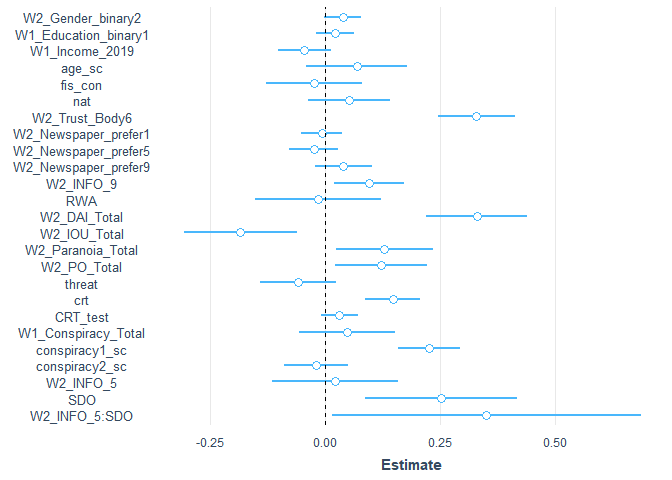 W2_Gender_binary2
W1_Education_binary1
W1_Income_2019
age_sc
fis_con
nat
W2_Trust_Body6
W2_Newspaper_prefer1
W2_Newspaper_prefer5
W2_Newspaper_prefer9
W2_INFO_9
RWA
W2_DAI_Total
W2_IOU_Total
W2_Paranoia_Total
W2_PO_Total
threat
crt
CRT_test
W1_Conspiracy_Total
conspiracy1_sc
conspiracy2_sc
W2_INFO_5
SDO
W2_INFO_5:SDO
-0.25 0.00 0.25 0.50
Estimate